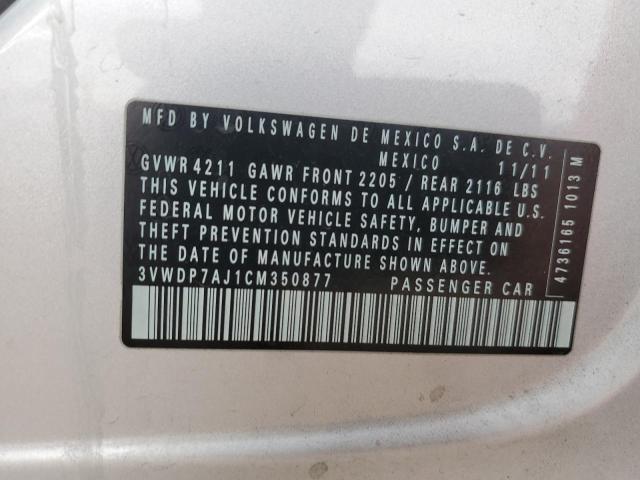 MFD BY VOLKSWAGEN DE MEXICO S.A. DE C.V.
MEXICO 11/11
GVWR 4211 GAWR FRONT 2205 / REAR 2116 LBS
THIS VEHICLE CONFORMS TO ALL APPLICABLE U.S.
FEDERAL MOTOR VEHICLE SAFETY, BUMPER AND
THEFT PREVENTION STANDARDS IN EFFECT ON
THE DATE OF MANUFACTURE SHOWN ABOVE.
3VWDP7AJ1CM350877 PASSENGER CAR
4736165 1013 M